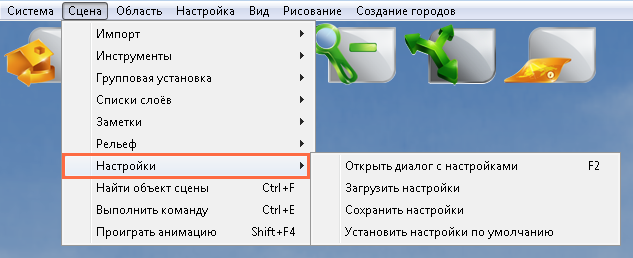 Система Сцена Область Настройка Вид Рисование Создание городов
Импорт
Инструменты
Групповая установка
Списки слоёв
Заметки
Рельеф
Настройки
Найти объект сцены Ctrl+F
Выполнить команду Ctrl+E
Проиграть анимацию Shift+F4
Открыть диалог с настройками F2
Загрузить настройки
Сохранить настройки
Установить настройки по умолчанию